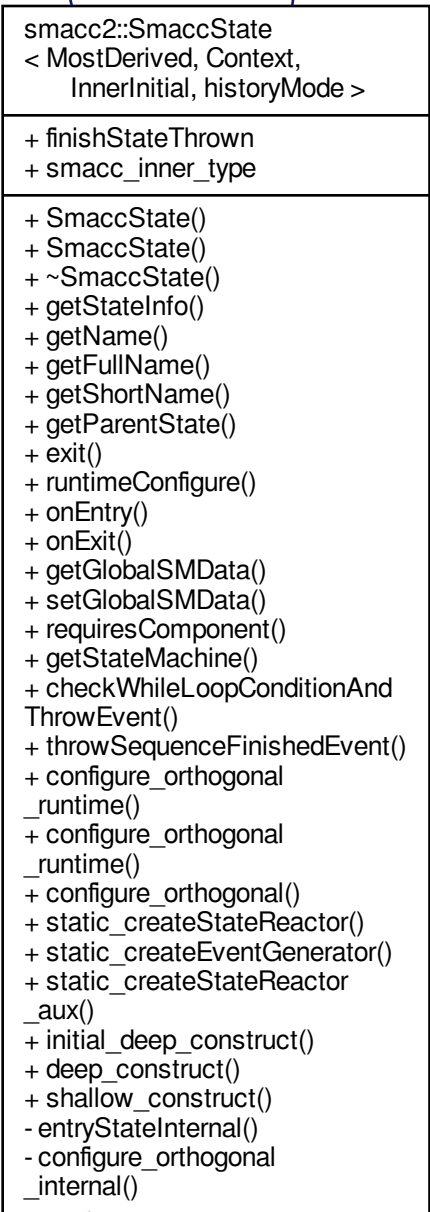 smacc2::SmaccState
< MostDerived, Context,
InnerInitial, historyMode >
+ finishStateThrown
+ smacc_inner_type
+ SmaccState()
+ SmaccState()
+ ~SmaccState()
+ getStateInfo()
+ getName()
+ getFullName()
+ getShortName()
+ getParentState()
+ exit()
+ runtimeConfigure()
+ onEntry()
+ onExit()
+ getGlobalSMData()
+ setGlobalSMData()
+ requiresComponent()
+ getStateMachine()
+ checkWhileLoopConditionAnd
ThrowEvent()
+ throwSequenceFinishedEvent()
+ configure_orthogonal
_runtime()
+ configure_orthogonal
_runtime()
+ configure_orthogonal()
+ static_createStateReactor()
+ static_createEventGenerator()
+ static_createStateReactor
_aux()
+ initial_deep_construct()
+ deep_construct()
+ shallow_construct()
- entryStateInternal()
- configure_orthogonal
_internal()